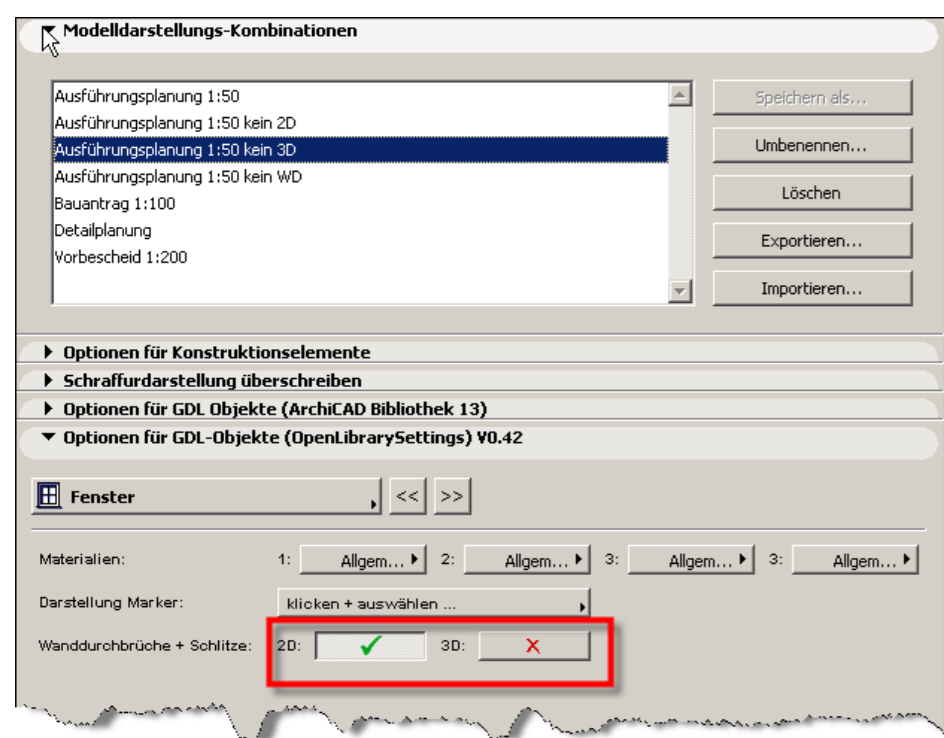 Modelldarstellungs-Kombinationen
Ausführungsplanung 1:50
Ausführungsplanung 1:50 kein 2D
Ausführungsplanung 1:50 kein 3D
Ausführungsplanung 1:50 kein WD
Bauantrag 1:100
Detailplanung
Vorbescheid 1:200
Speichern als...
Umbenennen...
Löschen
Exportieren...
Importieren...
Optionen für Konstruktionselemente
Schraffurdarstellung überschreiben
Optionen für GDL Objekte (ArchiCAD Bibliothek 13)
Optionen für GDL-Objekte (OpenLibrarySettings) V0.42
Fenster << >>
Materialien: 1: Allgem... 2: Allgem... 3: Allgem... 3: Allgem...
Darstellung Marker: klicken + auswählen ...
Wanddurchbrüche + Schlitze: 2D: 3D: